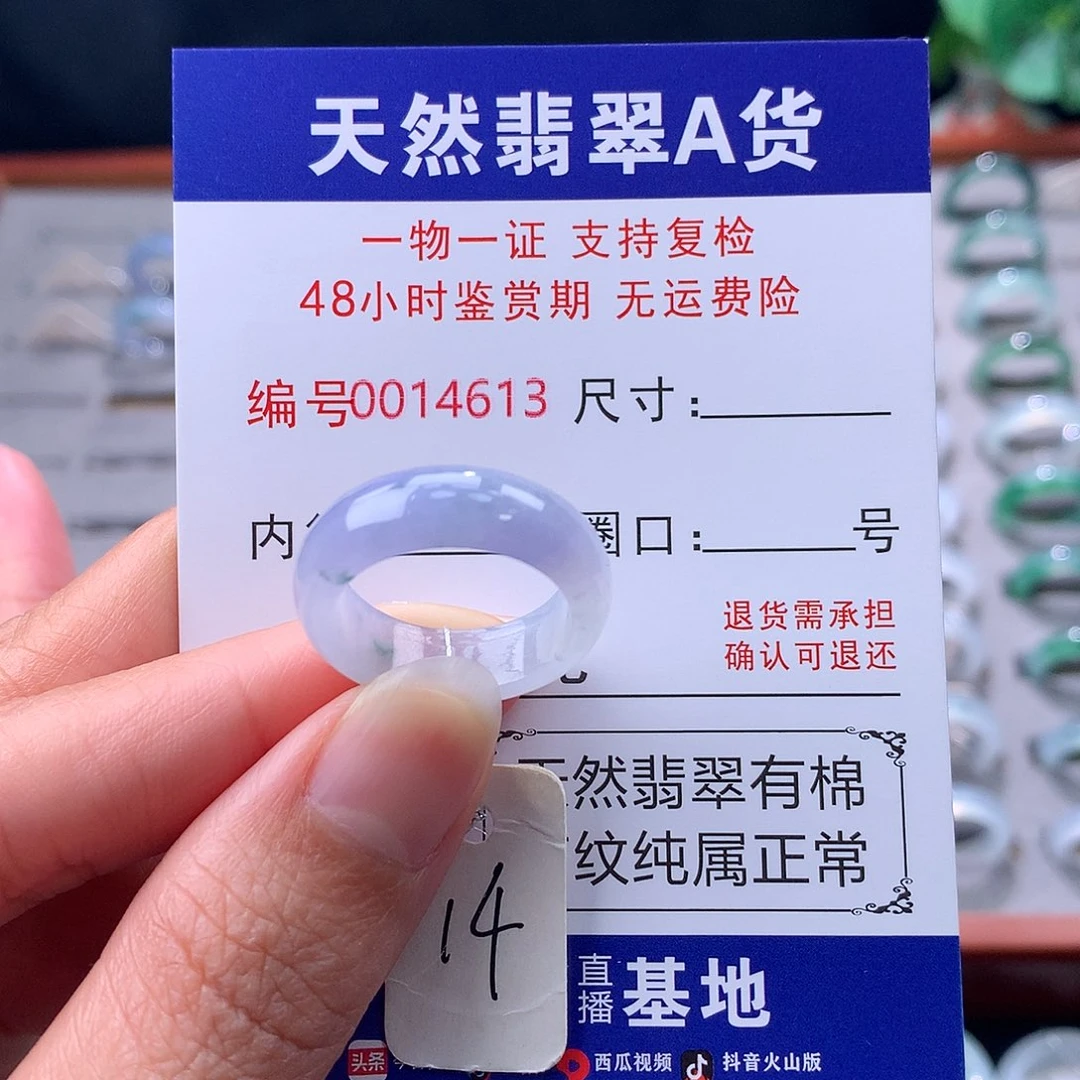 天然翡翠A货
一物一证 支持复检
48小时鉴赏期 无运费险
编号0014613 尺寸:
内 圈口: 号
退货需承担
确认可退还
天然翡翠有棉
纹纯属正常
14
直播基地
头条 西瓜视频 抖音火山版